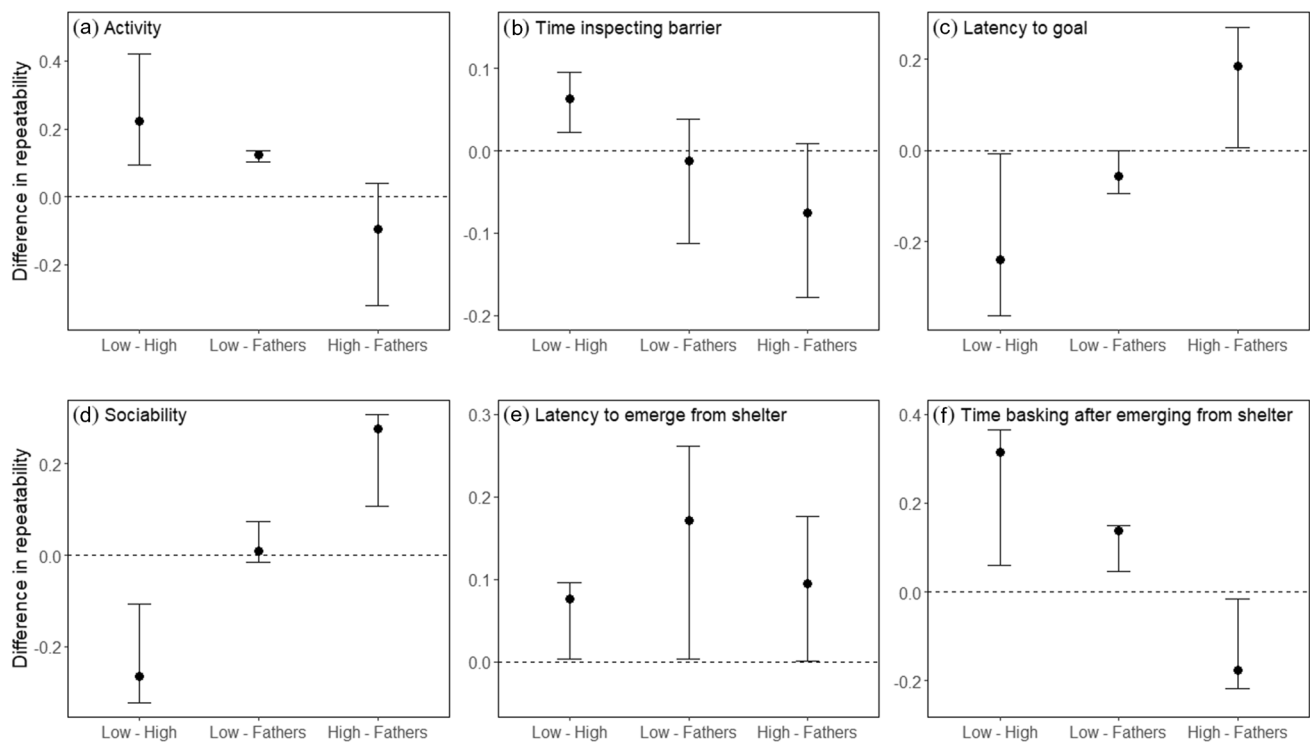 (a) Activity
Difference in repeatability
0.4
0.2
0.0
-0.2
Low - High
Low - Fathers
High - Fathers
(b) Time inspecting barrier
0.1
0.0
-0.1
-0.2
Low - High
Low - Fathers
High - Fathers
(c) Latency to goal
0.2
0.0
-0.2
Low - High
Low - Fathers
High - Fathers
(d) Sociability
Difference in repeatability
0.2
0.0
-0.2
Low - High
Low - Fathers
High - Fathers
(e) Latency to emerge from shelter
0.3
0.2
0.1
0.0
Low - High
Low - Fathers
High - Fathers
(f) Time basking after emerging from shelter
0.4
0.2
0.0
-0.2
Low - High
Low - Fathers
High - Fathers